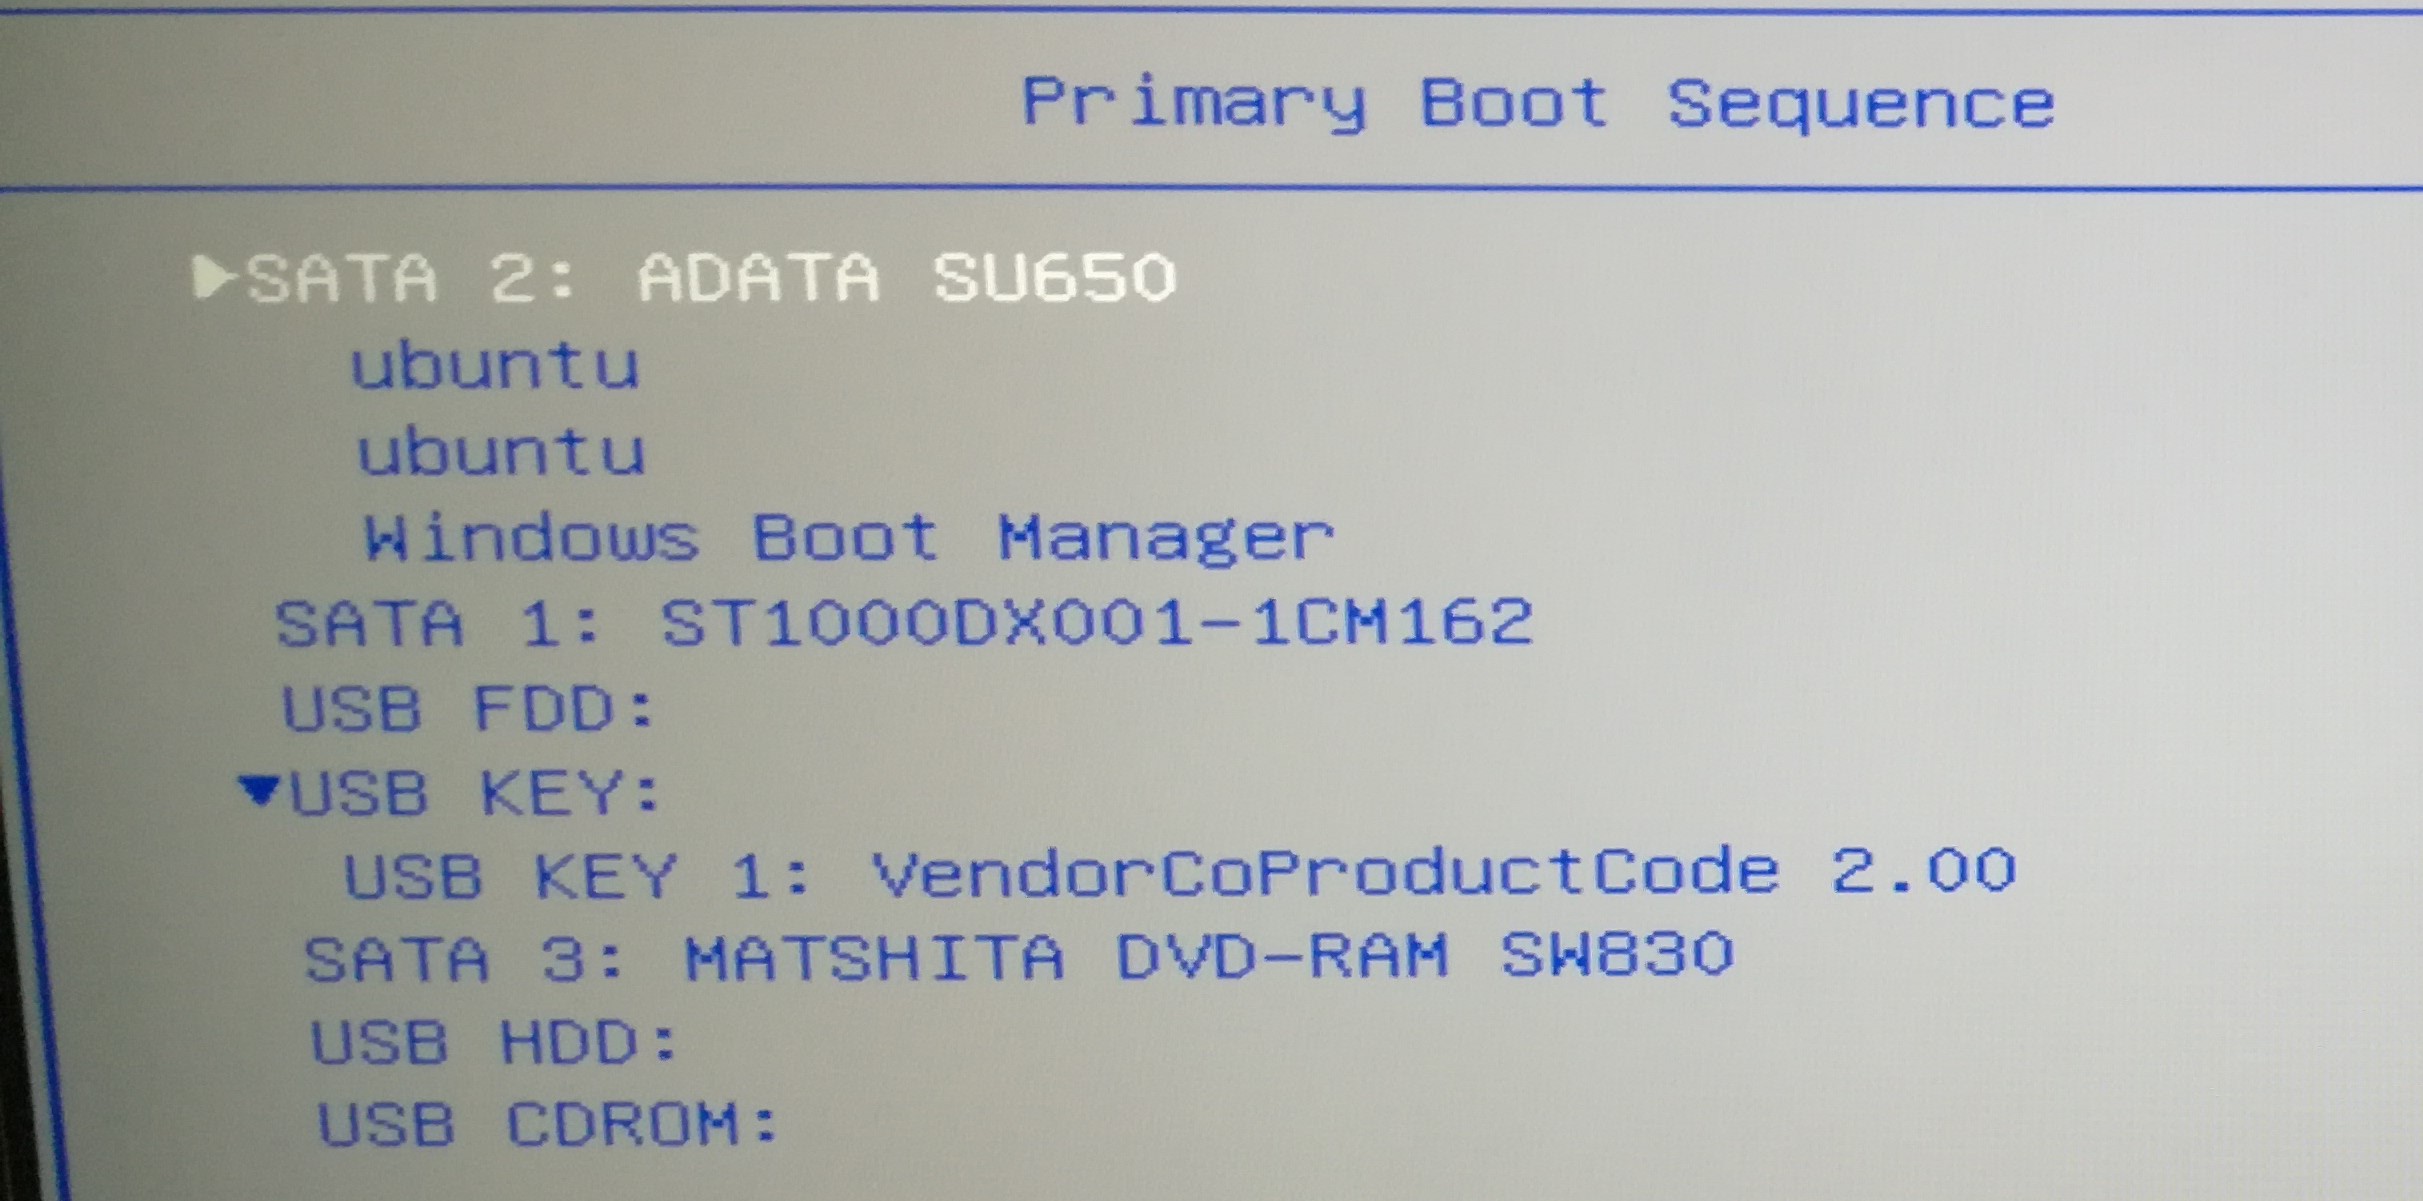 Primary Boot Sequence
▶SATA 2: ADATA SU650
ubuntu
ubuntu
Windows Boot Manager
SATA 1: ST1000DX001-1CM162
USB FDD:
▼USB KEY:
USB KEY 1: VendorCoProductCode 2.00
SATA 3: MATSHITA DVD-RAM SW830
USB HDD:
USB CDROM: